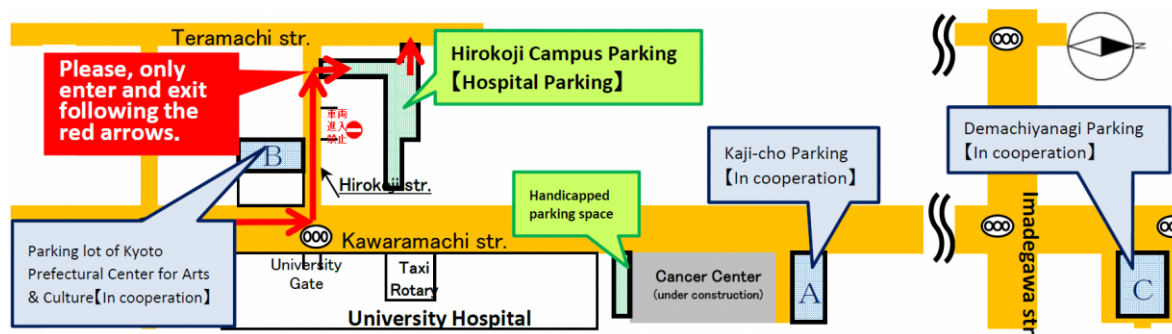 Teramachi str.
Please, only
enter and exit
following the
red arrows.
Hirokoji Campus Parking
【Hospital Parking】
N
車両
進入
禁止
B
Hirokoji str.
Demachiyanagi Parking
【In cooperation】
Kaji-cho Parking
【In cooperation】
Handicapped
parking space
Parking lot of Kyoto
Prefectural Center for Arts
& Culture【In cooperation】
Kawaramachi str.
University
Gate
Taxi
Rotary
University Hospital
Cancer Center
(under construction)
A
Imadegawa str
C